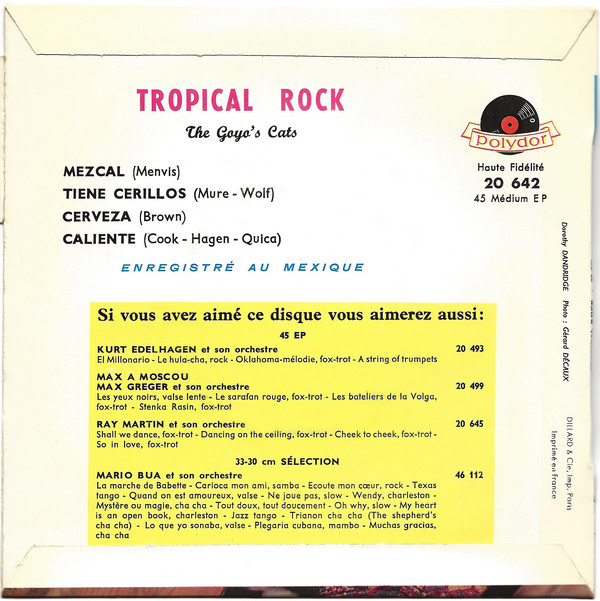 TROPICAL ROCK
The Goyo's Cats
MEZCAL (Menvis)
TIENE CERILLOS (Mure - Wolf)
CERVEZA (Brown)
CALIENTE (Cook - Hagen - Quica)
ENREGISTRÉ AU MEXIQUE
polydor
Haute Fidélité
20 642
45 Médium E P
Si vous avez aimé ce disque vous aimerez aussi:
45 EP
KURT EDELHAGEN et son orchestre 20 493
El Millonario - Le hula-cha, rock - Oklahoma-mélodie, fox-trot - A string of trumpets
MAX A MOSCOU
MAX GREGER et son orchestre 20 499
Les yeux noirs, valse lente - Le sarafan rouge, fox-trot - Les bateliers de la Volga,
fox-trot - Stenka Rasin, fox-trot
RAY MARTIN et son orchestre 20 645
Shall we dance, fox-trot - Dancing on the ceiling, fox-trot - Cheek to cheek, fox-trot -
So in love, fox-trot
33-30 cm SÉLECTION
MARIO BUA et son orchestre 46 112
La marche de Babette - Carioca mon ami, samba - Ecoute mon cœur, rock - Texas
tango - Quand on est amoureux, valse - Ne joue pas, slow - Wendy, charleston -
Mystère ou magie, cha cha - Tout doux, tout doucement - Oh why, slow - My heart
is an open book, charleston - Jazz tango - Trianon cha cha (The shepherd's
cha cha) - Lo que yo sonaba, valse - Plegaria cubana, mambo - Muchas gracias,
cha cha
Dorothy DANDRIDGE Photo : Gérard DÉCAUX
DILLARD & Cie, Imp. Paris
Imprimé en France